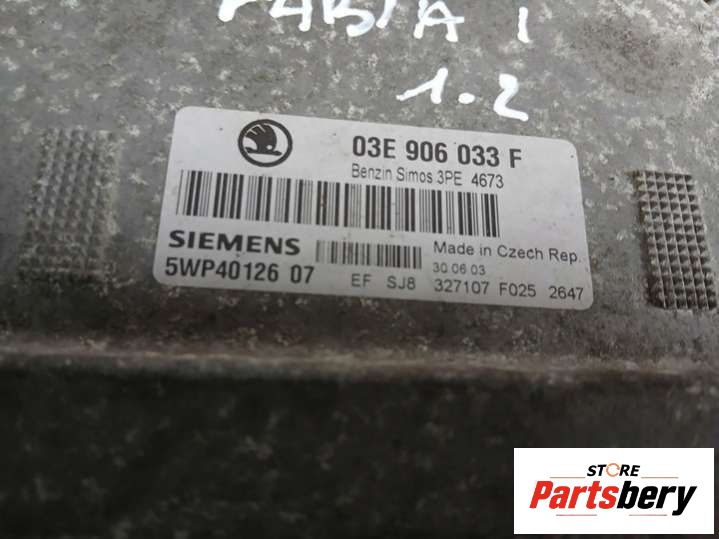 FABIA 1
1.2
03E 906 033 F
Benzin Simos 3PE 4673
SIEMENS
Made in Czech Rep.
5WP40126 07
30.06.03
EF SJ8 327107 F025 2647
STORE
Partsbery